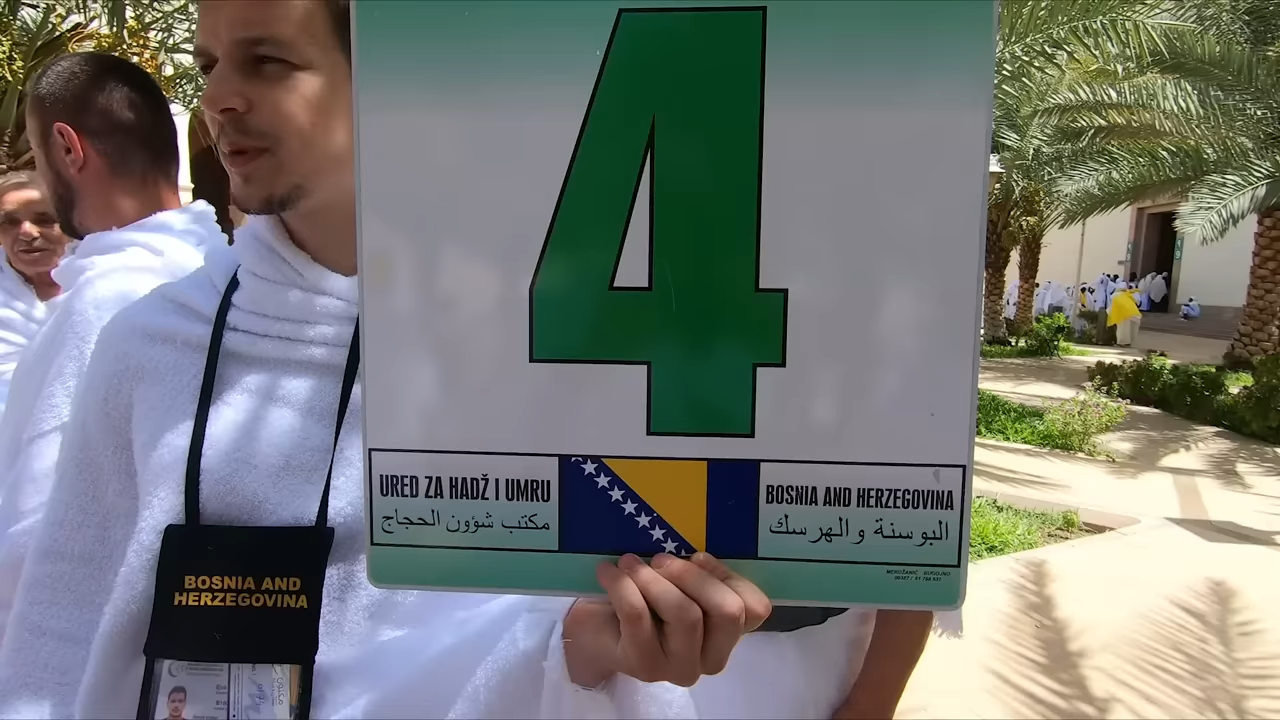 4
URED ZA HADŽ I UMRU
مكتب شؤون الحجاج
BOSNIA AND HERZEGOVINA
البوسنة والهرسك
BOSNIA AND
HERZEGOVINA